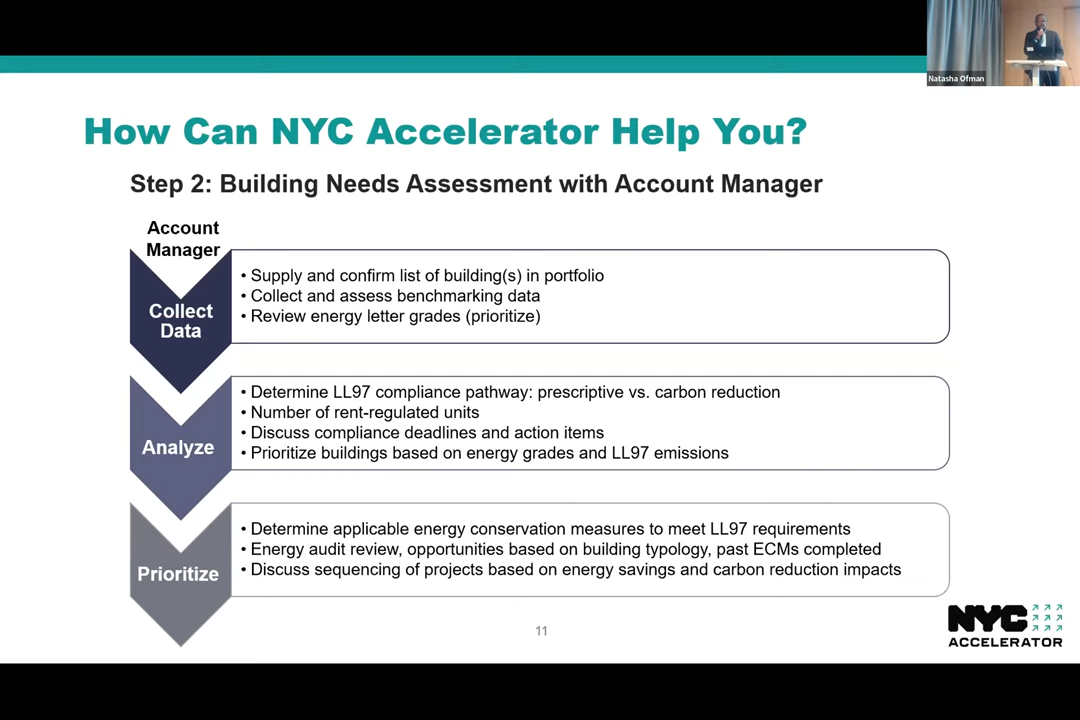 Natasha Ofman
How Can NYC Accelerator Help You?
Step 2: Building Needs Assessment with Account Manager
Account
Manager
Collect
Data
• Supply and confirm list of building(s) in portfolio
• Collect and assess benchmarking data
• Review energy letter grades (prioritize)
Analyze
• Determine LL97 compliance pathway: prescriptive vs. carbon reduction
• Number of rent-regulated units
• Discuss compliance deadlines and action items
• Prioritize buildings based on energy grades and LL97 emissions
Prioritize
• Determine applicable energy conservation measures to meet LL97 requirements
• Energy audit review, opportunities based on building typology, past ECMs completed
• Discuss sequencing of projects based on energy savings and carbon reduction impacts
11
NYC
ACCELERATOR